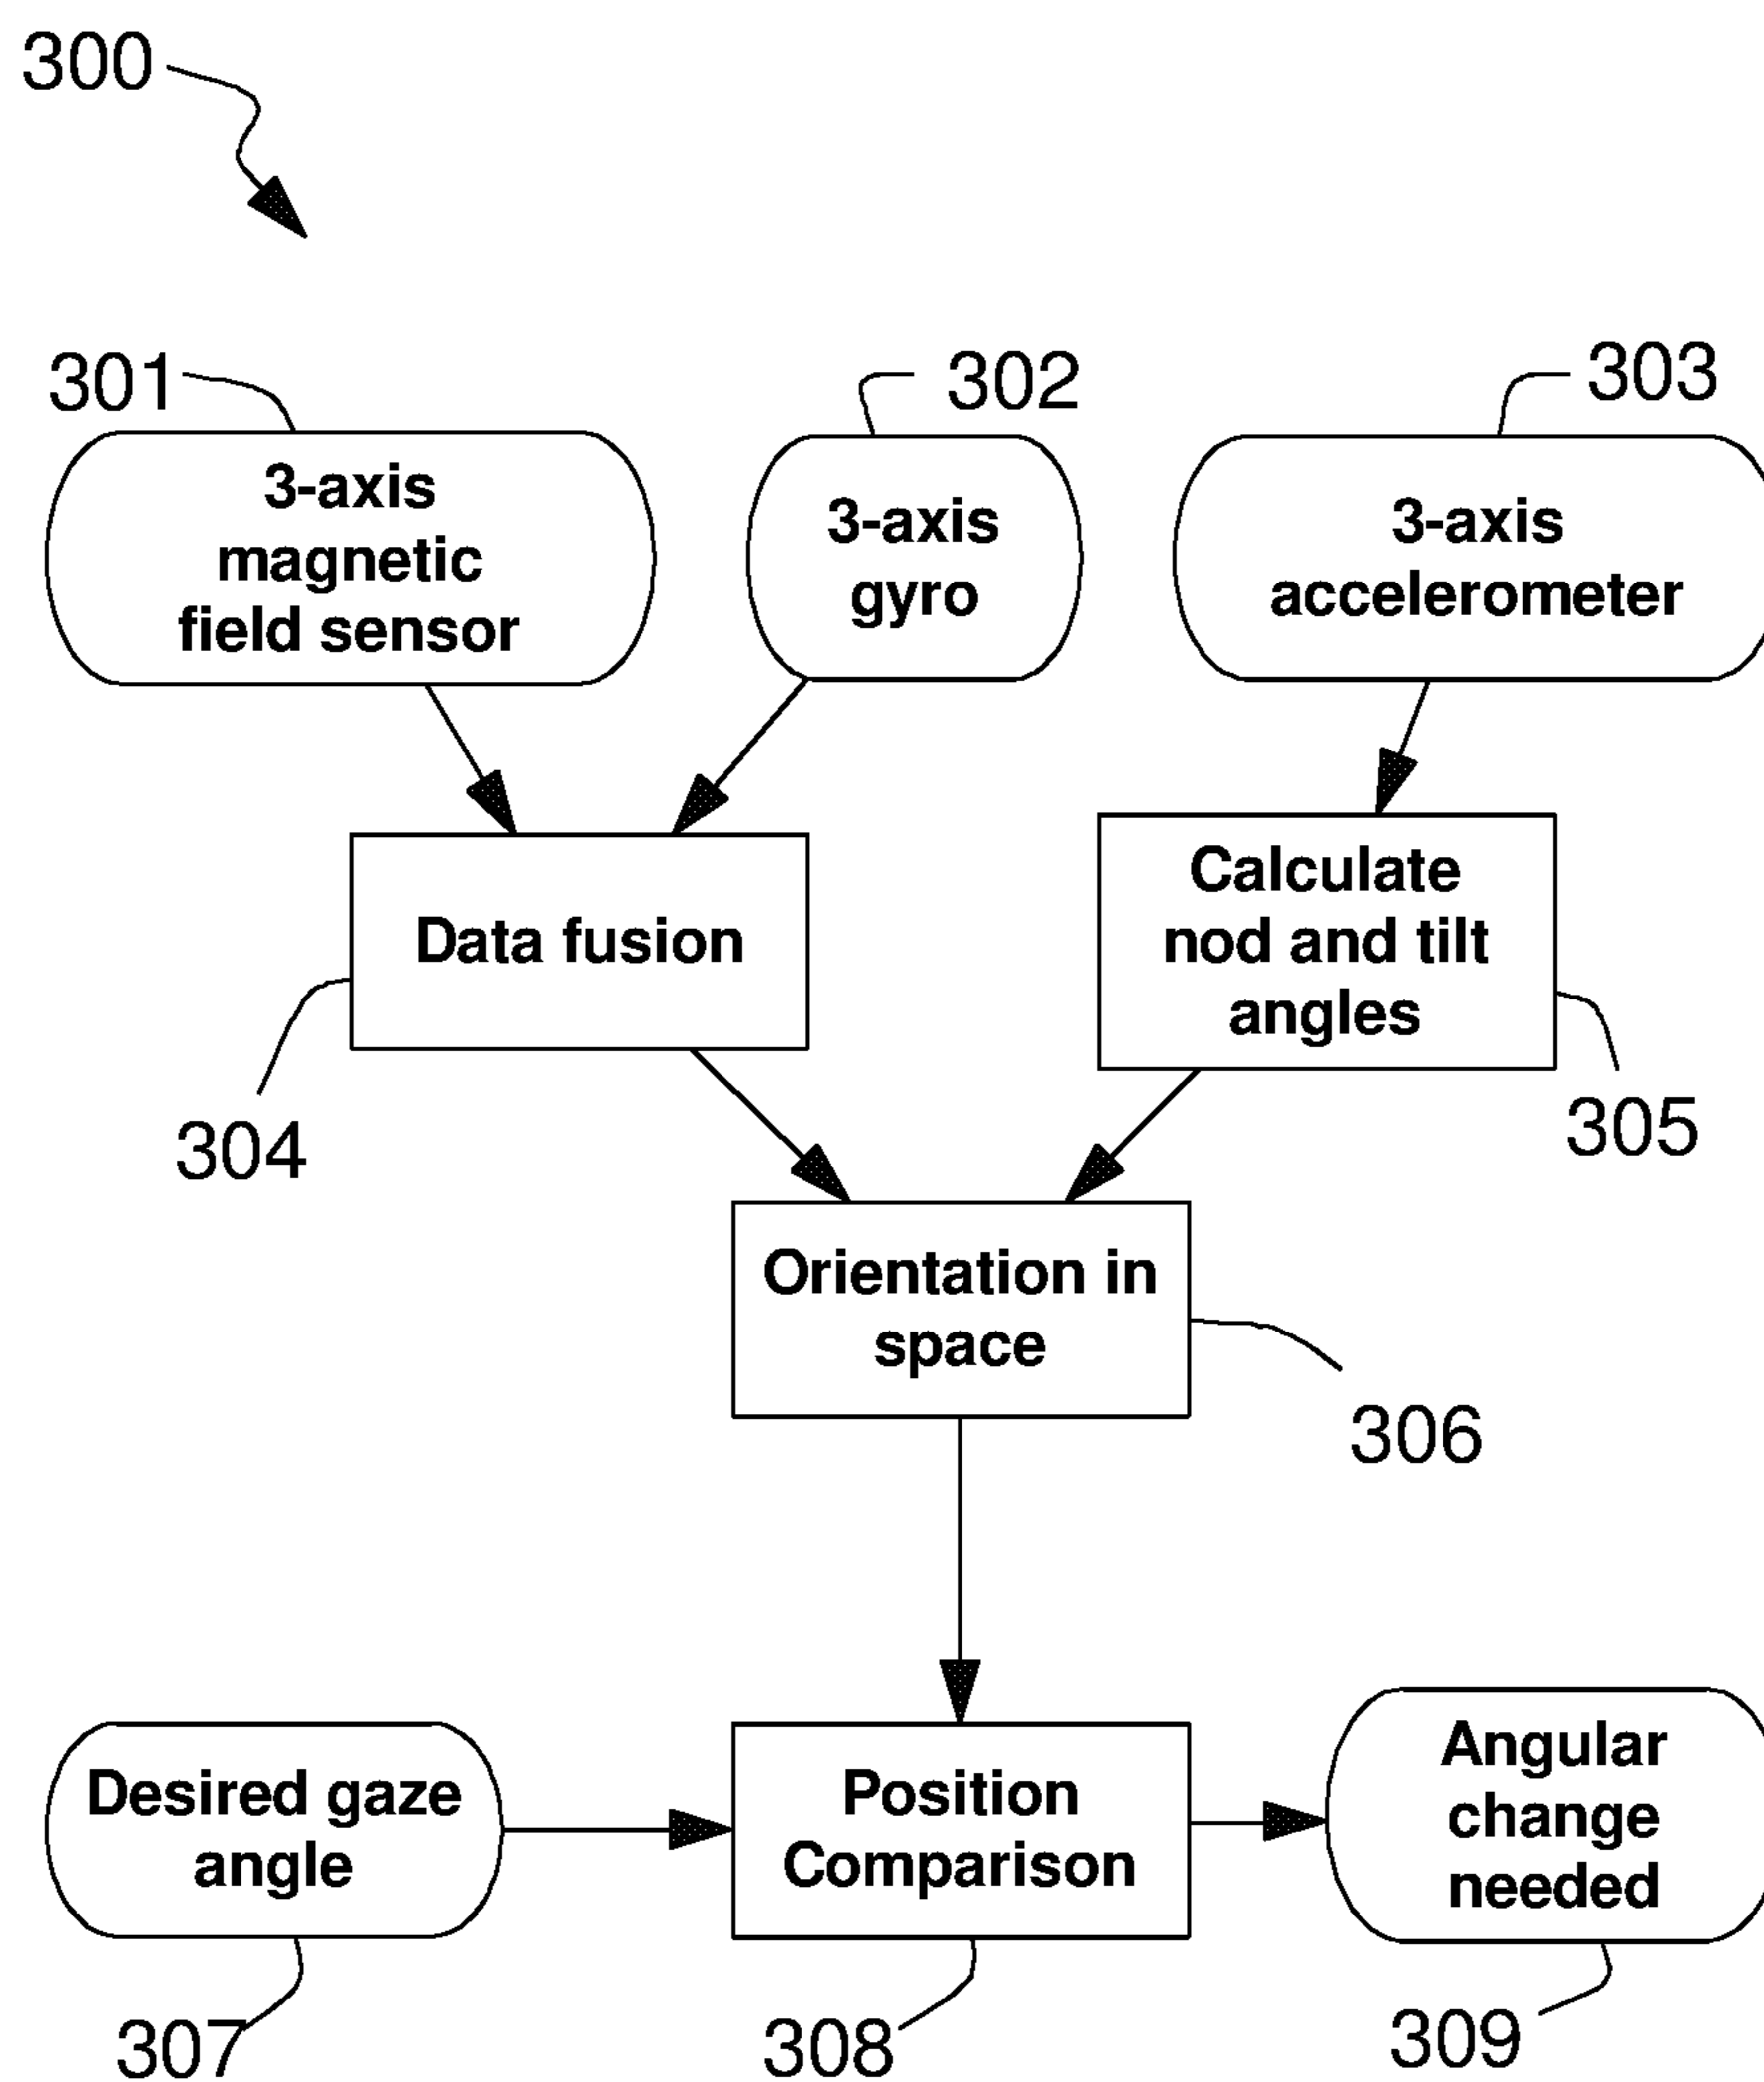 300
301
302
303
3-axis
magnetic
field sensor
3-axis
gyro
3-axis
accelerometer
Data fusion
Calculate
nod and tilt
angles
304
305
Orientation in
space
306
Desired gaze
angle
Position
Comparison
Angular
change
needed
307
308
309